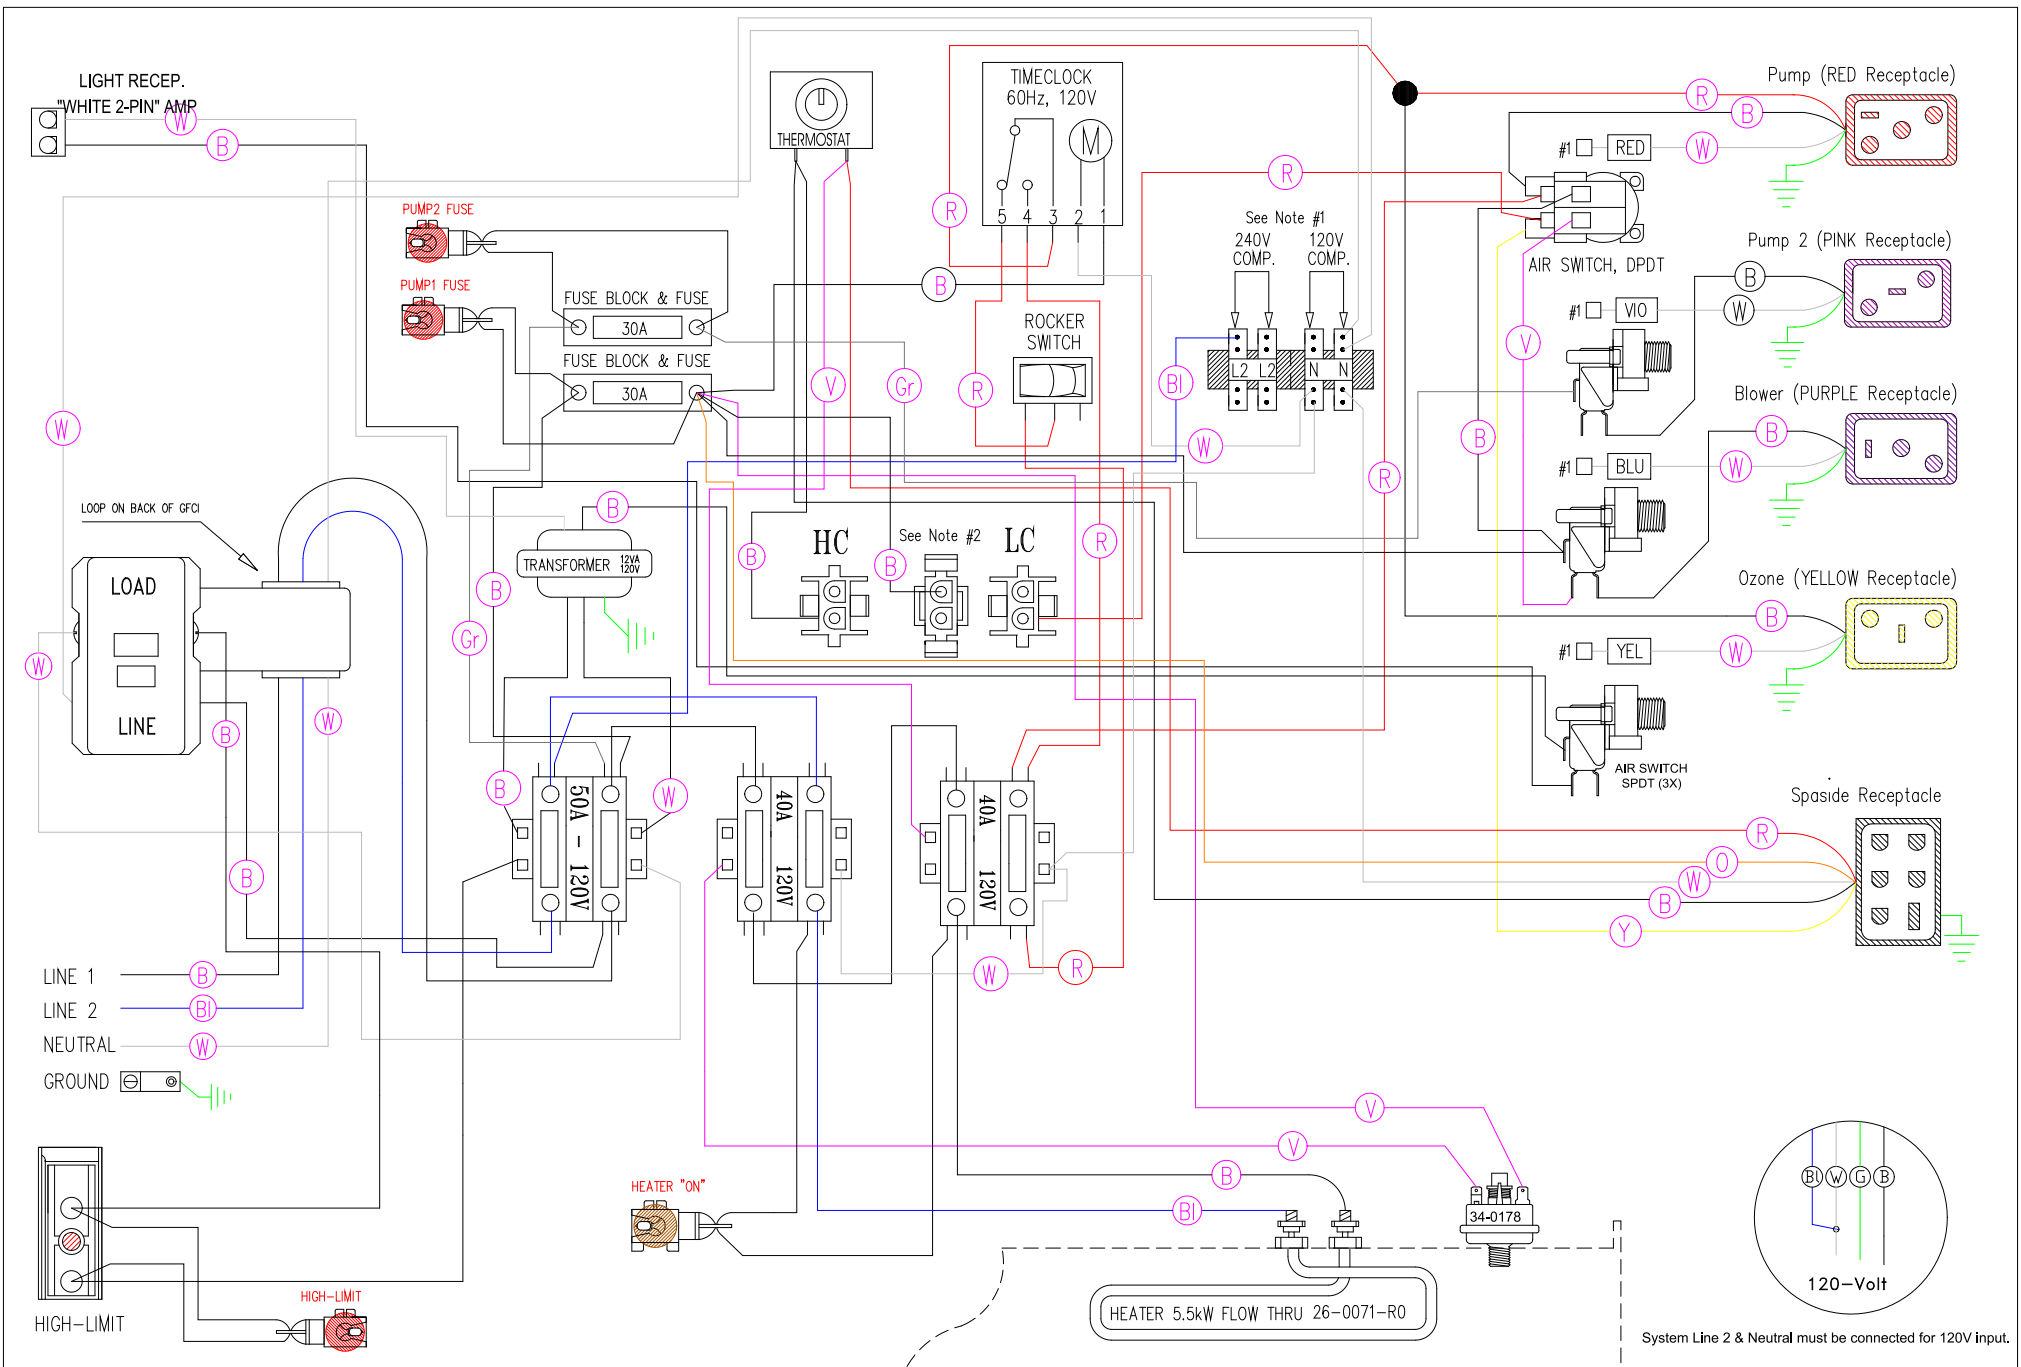 LIGHT RECEP.
"WHITE 2-PIN" AMP
W
B
THERMOSTAT
TIMECLOCK
60Hz, 120V
M
5 4 3 2 1
R
B
Pump (RED Receptacle)
R
B
#1 RED W
R
AIR SWITCH, DPDT
PUMP2 FUSE
PUMP1 FUSE
FUSE BLOCK & FUSE
30A
FUSE BLOCK & FUSE
30A
See Note #1
240V
COMP.
120V
COMP.
L2 L2 N N
ROCKER
SWITCH
R
V
Gr
Bl
W
Pump 2 (PINK Receptacle)
B
#1 VIO W
V
Blower (PURPLE Receptacle)
B
B
#1 BLU W
R
W
LOOP ON BACK OF GFCI
LOAD
LINE
W
B
B
W
TRANSFORMER 12VA
120V
B
B
Gr
B
W
HC
See Note #2
LC
B
B
R
Ozone (YELLOW Receptacle)
B
#1 YEL W
AIR SWITCH
SPDT (3X)
50A - 120V
40A 120V
40A 120V
W
R
Spaside Receptacle
R
O
W
B
Y
LINE 1 B
LINE 2 Bl
NEUTRAL W
GROUND
HIGH-LIMIT
HIGH-LIMIT
HEATER "ON"
V
V
B
Bl
34-0178
HEATER 5.5kW FLOW THRU 26-0071-R0
Bl W G B
120-Volt
System Line 2 & Neutral must be connected for 120V input.